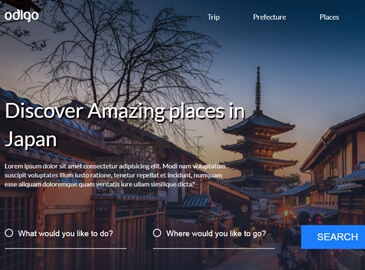 odigo
Trip Prefecture Places
Discover Amazing places in
Japan
Lorem ipsum dolor sit amet consectetur adipisicing elit. Modi nam voluptatum
suscipit voluptates illum iusto ratione, tenetur repellat et incidunt, numquam
esse aliquam doloremque quam veritatis iure ullam similique dicta?
What would you like to do? Where would you like to go? SEARCH